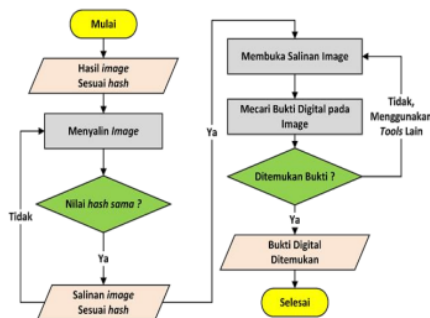 Mulai
Hasil image
Sesuai hash
Menyalin Image
Nilai hash sama ?
Tidak
Ya
Salinan image
Sesuai hash
Ya
Membuka Salinan Image
Mecari Bukti Digital pada
Image
Tidak,
Menggunakan
Tools Lain
Ditemukan Bukti ?
Ya
Bukti Digital
Ditemukan
Selesai